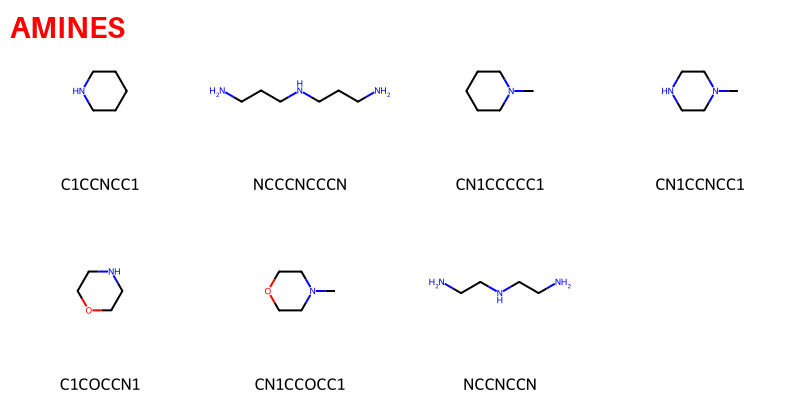 AMINES
HN
H₂N
H
N
NH₂
N
HN
N
C1CCNCC1
NCCCNCCCN
CN1CCCCC1
CN1CCNCC1
NH
O
O
N
H₂N
N
H
NH₂
C1COCCN1
CN1CCOCC1
NCCNCCN